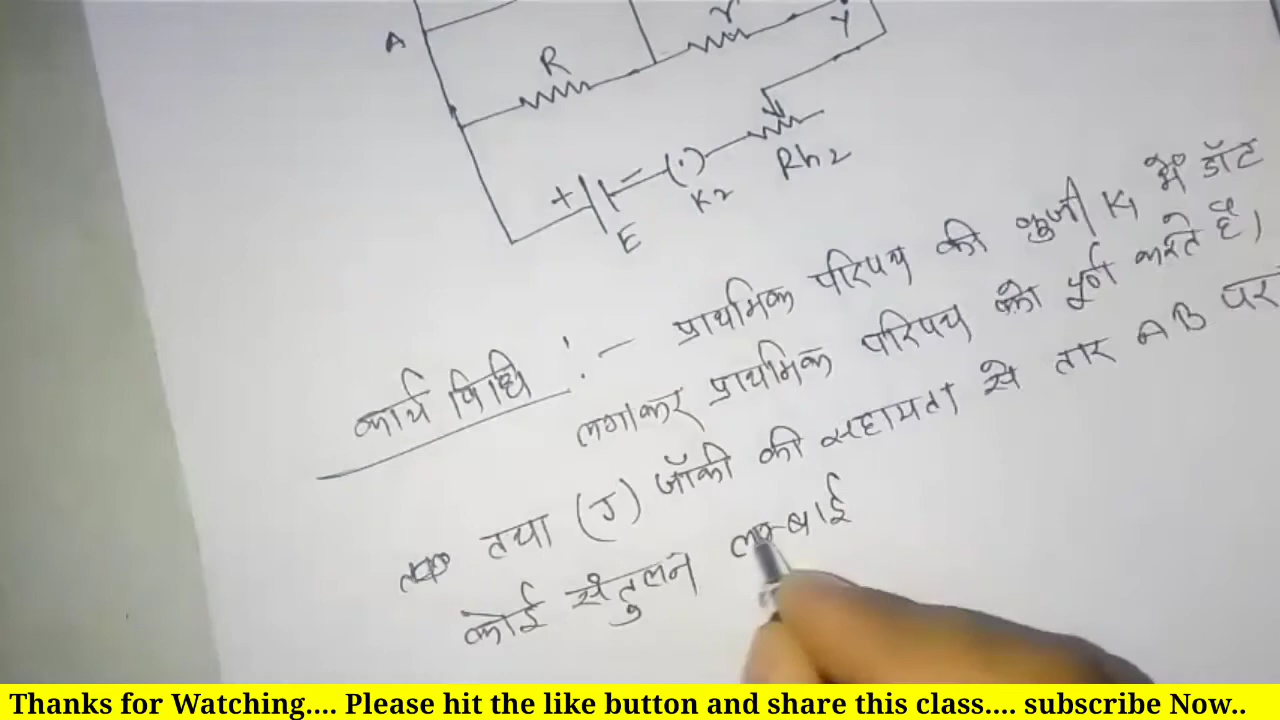 A
R
r
Y
+ E K2 Rh2
कार्य विधि :- प्राथमिक परिपथ की कुंजी K1 में डॉट
लगाकर प्राथमिक परिपथ को पूर्ण करते हैं।
तथा (J) जॉकी की सहायता से तार AB पर
कोई संतुलन लम्बाई
Thanks for Watching.... Please hit the like button and share this class.... subscribe Now..